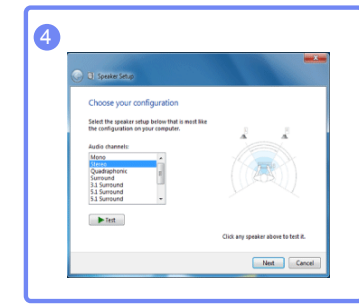 4
Speaker Setup
Choose your configuration
Select the speaker setup below that is most like
the configuration on your computer.
Audio channels:
Mono
Stereo
Quadraphonic
Surround
3.1 Surround
5.1 Surround
5.1 Surround
Test
Click any speaker above to test it.
Next
Cancel